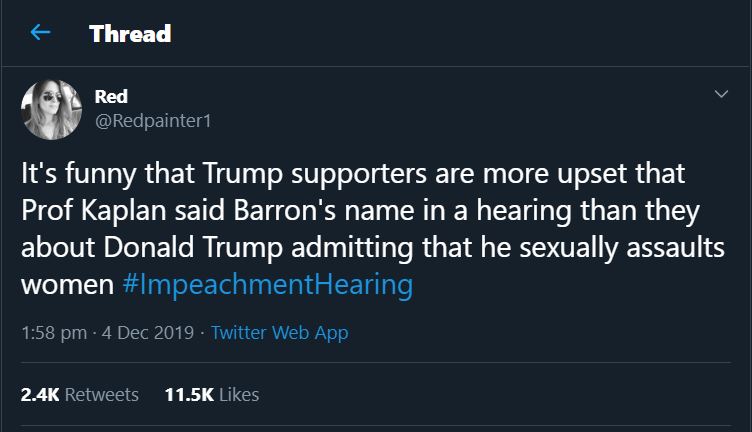 Thread
Red
@Redpainter1
It's funny that Trump supporters are more upset that
Prof Kaplan said Barron's name in a hearing than they
about Donald Trump admitting that he sexually assaults
women #ImpeachmentHearing
1:58 pm · 4 Dec 2019 · Twitter Web App
2.4K Retweets 11.5K Likes